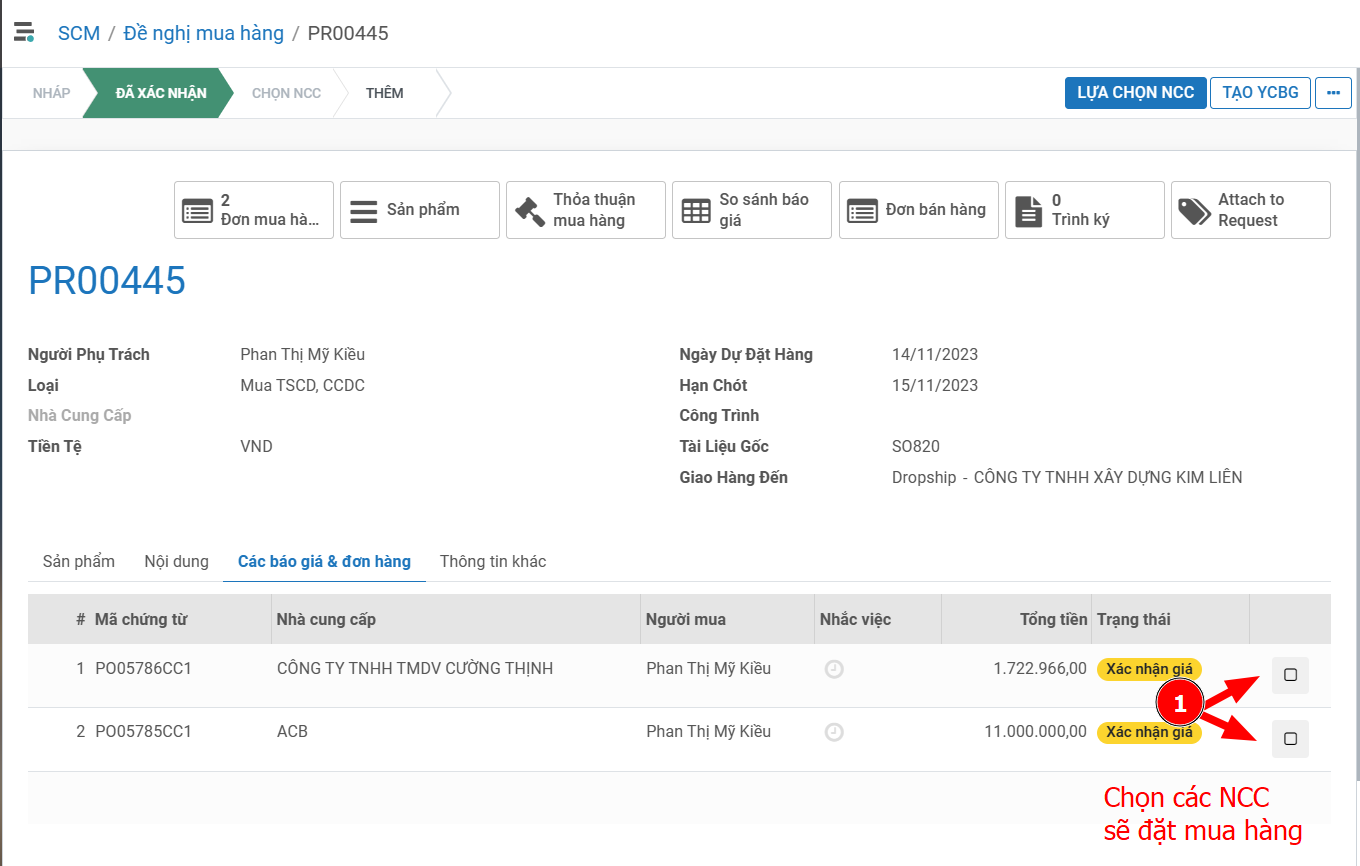 SCM / Đề nghị mua hàng / PR00445
NHÁP ĐÃ XÁC NHẬN CHỌN NCC THÊM LỰA CHỌN NCC TẠO YCBG ...
2
Đơn mua hà...
Sản phẩm
Thỏa thuận
mua hàng
So sánh báo
giá
Đơn bán hàng
0
Trình ký
Attach to
Request
PR00445
Người Phụ Trách Phan Thị Mỹ Kiều
Loại Mua TSCD, CCDC
Nhà Cung Cấp
Tiền Tệ VND
Ngày Dự Đặt Hàng 14/11/2023
Hạn Chót 15/11/2023
Công Trình
Tài Liệu Gốc SO820
Giao Hàng Đến Dropship - CÔNG TY TNHH XÂY DỰNG KIM LIÊN
Sản phẩm Nội dung Các báo giá & đơn hàng Thông tin khác
# Mã chứng từ Nhà cung cấp Người mua Nhắc việc Tổng tiền Trạng thái
1 PO05786CC1 CÔNG TY TNHH TMDV CƯỜNG THỊNH Phan Thị Mỹ Kiều 1.722.966,00 Xác nhận giá
1
2 PO05785CC1 ACB Phan Thị Mỹ Kiều 11.000.000,00 Xác nhận giá
Chọn các NCC
sẽ đặt mua hàng